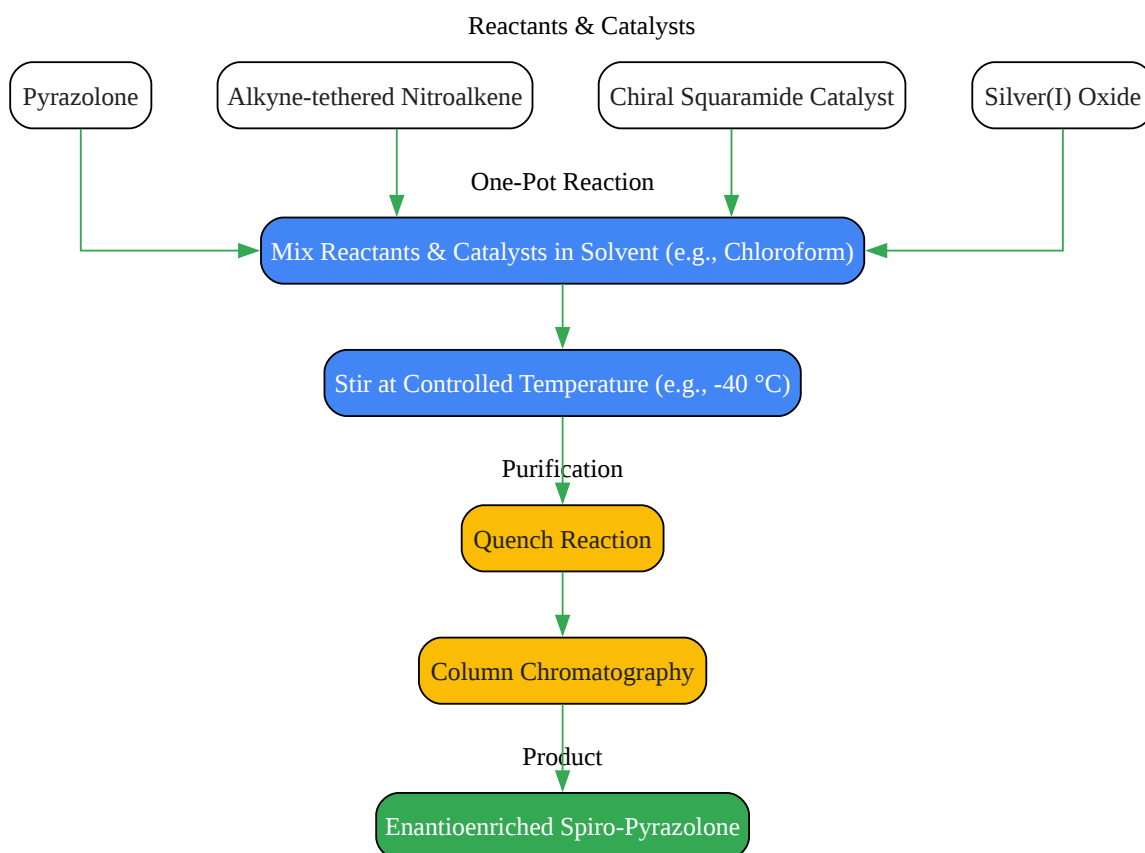 Reactants & Catalysts
Pyrazolone
Alkyne-tethered Nitroalkene
Chiral Squaramide Catalyst
Silver(I) Oxide
One-Pot Reaction
Mix Reactants & Catalysts in Solvent (e.g., Chloroform)
Stir at Controlled Temperature (e.g., -40 °C)
Purification
Quench Reaction
Column Chromatography
Product
Enantioenriched Spiro-Pyrazolone